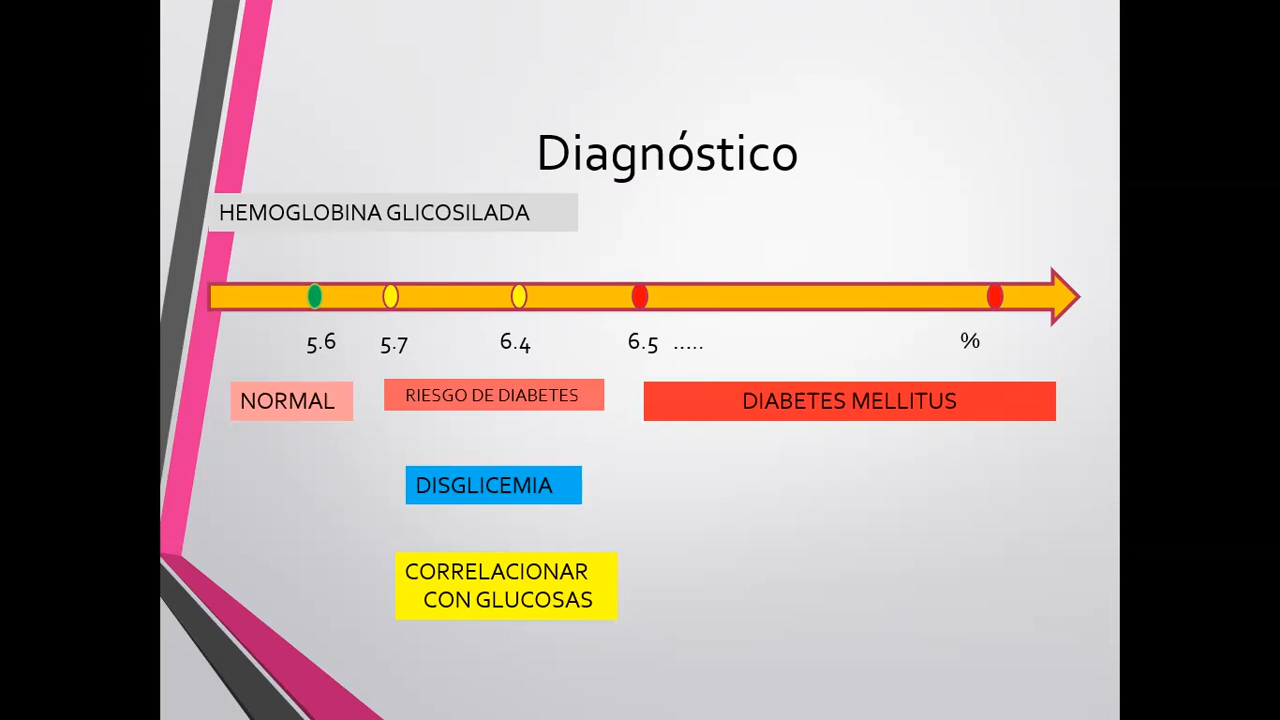 Diagnóstico
HEMOGLOBINA GLICOSILADA
5.6 5.7 6.4 6.5 ..... %
NORMAL RIESGO DE DIABETES DIABETES MELLITUS
DISGLICEMIA
CORRELACIONAR
CON GLUCOSAS